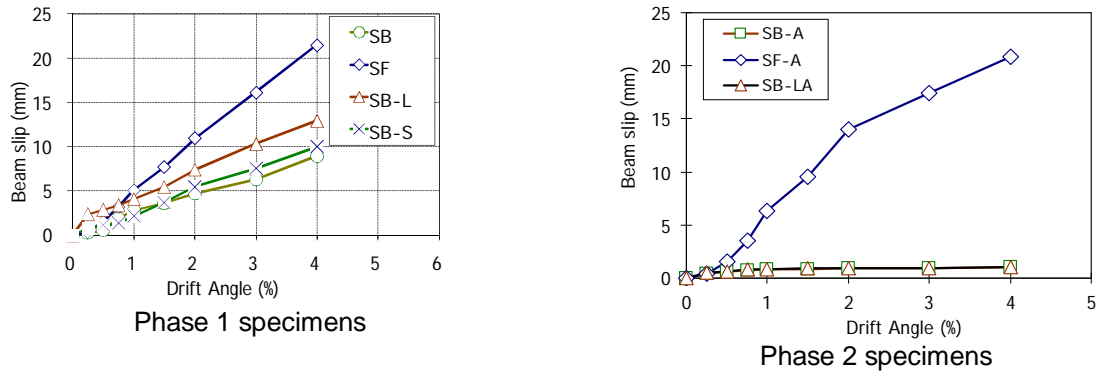 25
20
15
10
5
0
Beam slip (mm)
SB
SF
SB-L
SB-S
0 1 2 3 4 5 6
Drift Angle (%)
Phase 1 specimens
25
20
15
10
5
0
Beam slip (mm)
SB-A
SF-A
SB-LA
0 1 2 3 4 5
Drift Angle (%)
Phase 2 specimens